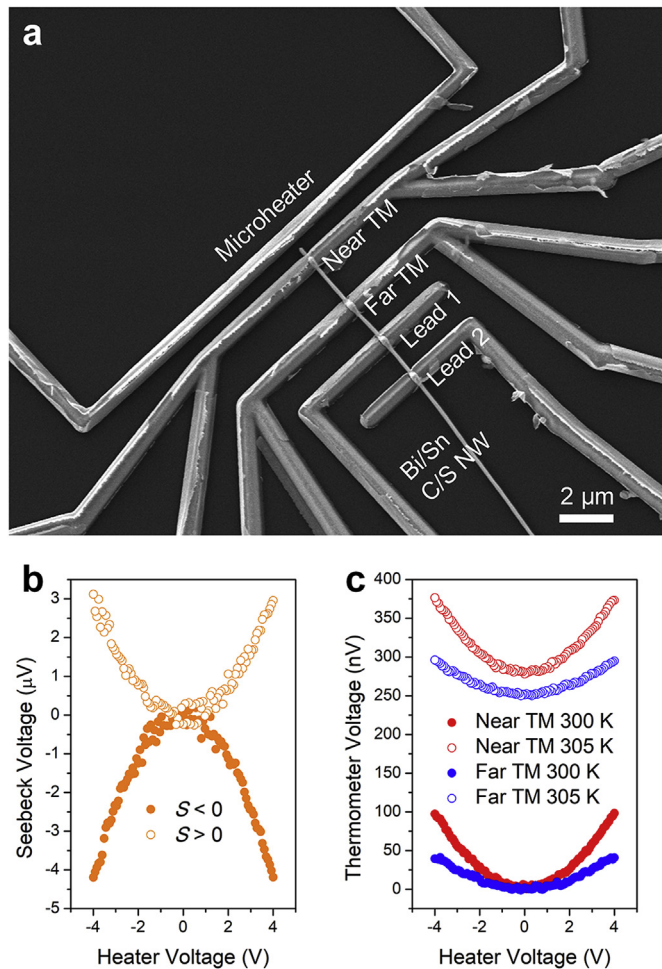 a
Microheater
Near TM
Far TM
Lead 1
Lead 2
Bi/Sn
C/S NW
2 μm
b
3
2
1
0
-1
-2
-3
-4
-5
Seebeck Voltage (μV)
S < 0
S > 0
-4 -2 0 2 4
Heater Voltage (V)
c
400
350
300
250
200
150
100
50
0
Thermometer Voltage (nV)
Near TM 300 K
Near TM 305 K
Far TM 300 K
Far TM 305 K
-4 -2 0 2 4
Heater Voltage (V)